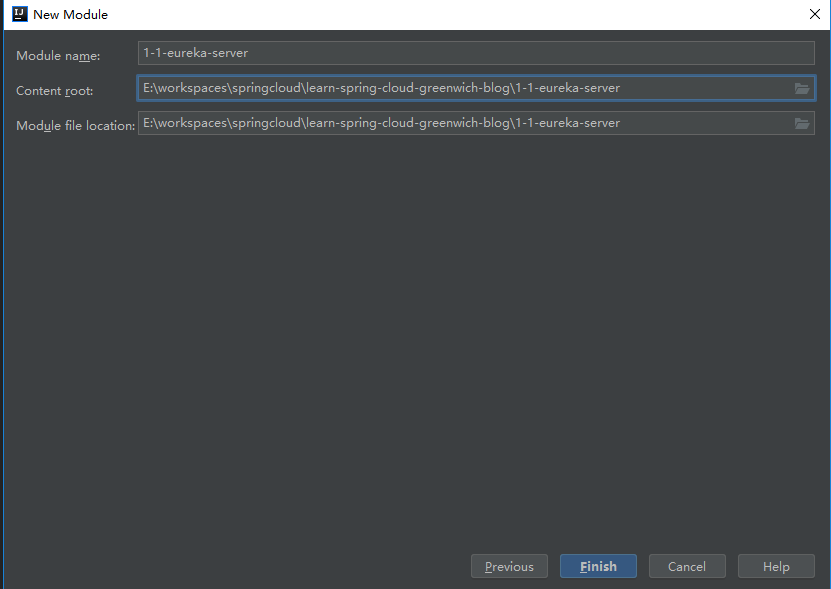 New Module
Module name: 1-1-eureka-server
Content root: E:\workspaces\springcloud\learn-spring-cloud-greenwich-blog\1-1-eureka-server
Module file location: E:\workspaces\springcloud\learn-spring-cloud-greenwich-blog\1-1-eureka-server
Previous Finish Cancel Help